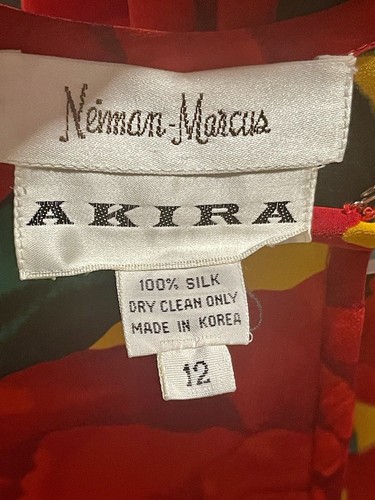 Neiman-Marcus
AKIRA
100% SILK
DRY CLEAN ONLY
MADE IN KOREA
12